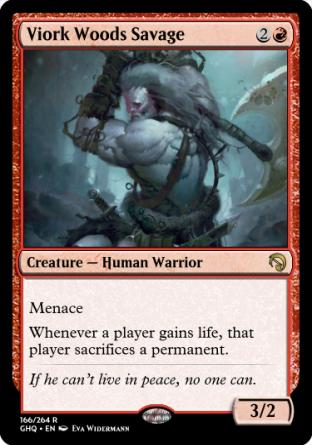 Viork Woods Savage 2
Creature — Human Warrior
Menace
Whenever a player gains life, that
player sacrifices a permanent.
If he can't live in peace, no one can.
3/2
166/264 R
GHQ • EN Eva Widermann